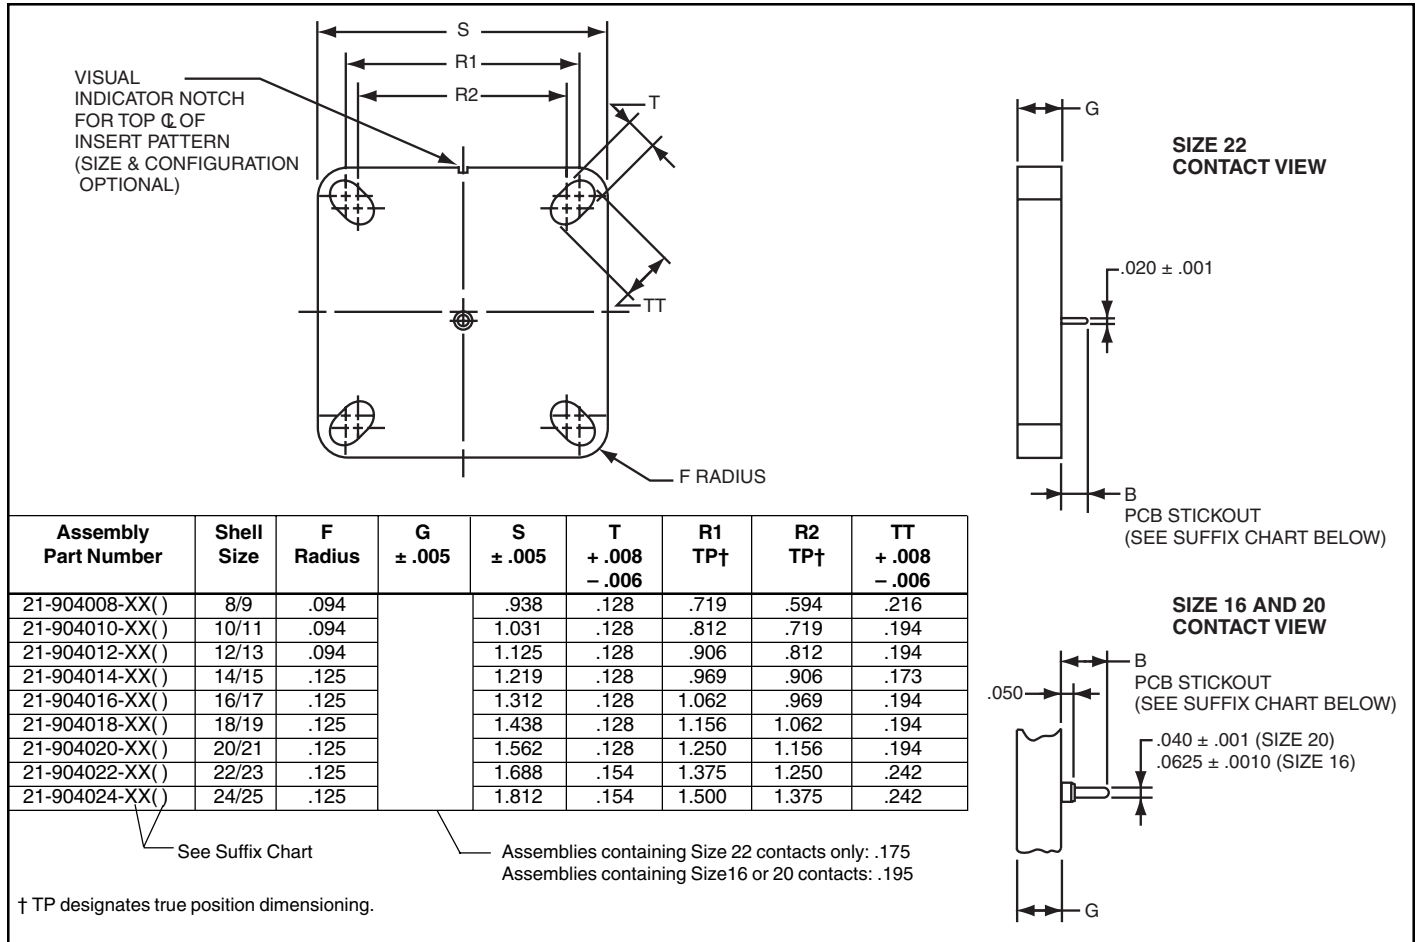 S
R1
R2
T
TT
VISUAL
INDICATOR NOTCH
FOR TOP ℄ OF
INSERT PATTERN
(SIZE & CONFIGURATION
OPTIONAL)
F RADIUS
G
SIZE 22
CONTACT VIEW
.020 ± .001
B
PCB STICKOUT
(SEE SUFFIX CHART BELOW)
SIZE 16 AND 20
CONTACT VIEW
B
PCB STICKOUT
(SEE SUFFIX CHART BELOW)
.050
.040 ± .001 (SIZE 20)
.0625 ± .0010 (SIZE 16)
G
Assembly Part Number Shell Size F Radius G ± .005 S ± .005 T + .008 – .006 R1 TP† R2 TP† TT + .008 – .006
21-904008-XX( ) 8/9 .094 .938 .128 .719 .594 .216
21-904010-XX( ) 10/11 .094 1.031 .128 .812 .719 .194
21-904012-XX( ) 12/13 .094 1.125 .128 .906 .812 .194
21-904014-XX( ) 14/15 .125 1.219 .128 .969 .906 .173
21-904016-XX( ) 16/17 .125 1.312 .128 1.062 .969 .194
21-904018-XX( ) 18/19 .125 1.438 .128 1.156 1.062 .194
21-904020-XX( ) 20/21 .125 1.562 .128 1.250 1.156 .194
21-904022-XX( ) 22/23 .125 1.688 .154 1.375 1.250 .242
21-904024-XX( ) 24/25 .125 1.812 .154 1.500 1.375 .242
See Suffix Chart
Assemblies containing Size 22 contacts only: .175
Assemblies containing Size16 or 20 contacts: .195
† TP designates true position dimensioning.